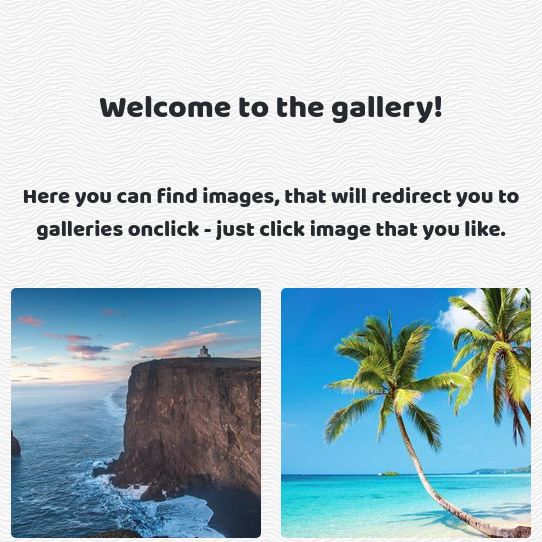 Welcome to the gallery!
Here you can find images, that will redirect you to
galleries onclick - just click image that you like.